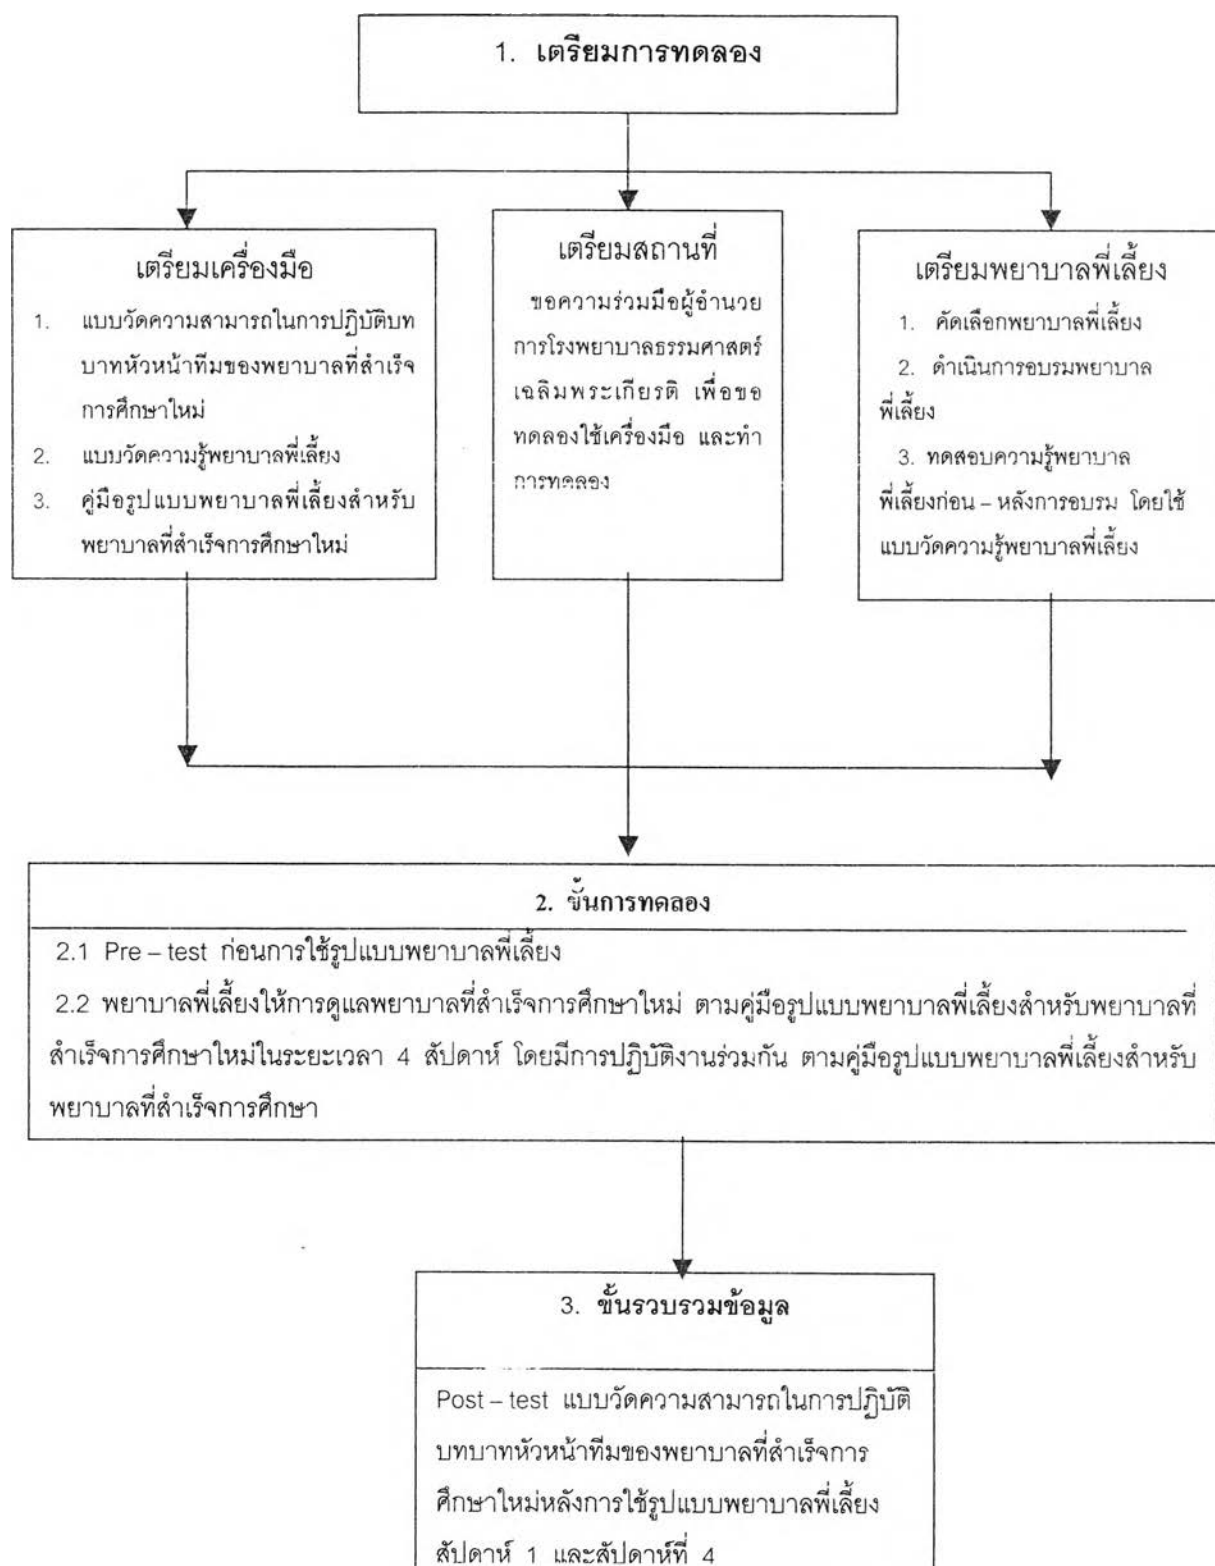 1. เตรียมการทดลอง
เตรียมเครื่องมือ
1. แบบวัดความสามารถในการปฏิบัติบท
บาทหัวหน้าทีมของพยาบาลที่สำเร็จ
การศึกษาใหม่
2. แบบวัดความรู้พยาบาลพี่เลี้ยง
3. คู่มือรูปแบบพยาบาลพี่เลี้ยงสำหรับ
พยาบาลที่สำเร็จการศึกษาใหม่
เตรียมสถานที่
ขอความร่วมมือผู้อำนวย
การโรงพยาบาลธรรมศาสตร์
เฉลิมพระเกียรติ เพื่อขอ
ทดลองใช้เครื่องมือ และทำ
การทดลอง
เตรียมพยาบาลพี่เลี้ยง
1. คัดเลือกพยาบาลพี่เลี้ยง
2. ดำเนินการอบรมพยาบาล
พี่เลี้ยง
3. ทดสอบความรู้พยาบาล
พี่เลี้ยงก่อน – หลังการอบรม โดยใช้
แบบวัดความรู้พยาบาลพี่เลี้ยง
2. ขั้นการทดลอง
2.1 Pre – test ก่อนการใช้รูปแบบพยาบาลพี่เลี้ยง
2.2 พยาบาลพี่เลี้ยงให้การดูแลพยาบาลที่สำเร็จการศึกษาใหม่ ตามคู่มือรูปแบบพยาบาลพี่เลี้ยงสำหรับพยาบาลที่
สำเร็จการศึกษาใหม่ในระยะเวลา 4 สัปดาห์ โดยมีการปฏิบัติงานร่วมกัน ตามคู่มือรูปแบบพยาบาลพี่เลี้ยงสำหรับ
พยาบาลที่สำเร็จการศึกษา
3. ขั้นรวบรวมข้อมูล
Post – test แบบวัดความสามารถในการปฏิบัติ
บทบาทหัวหน้าทีมของพยาบาลที่สำเร็จการ
ศึกษาใหม่หลังการใช้รูปแบบพยาบาลพี่เลี้ยง
สัปดาห์ 1 และสัปดาห์ที่ 4